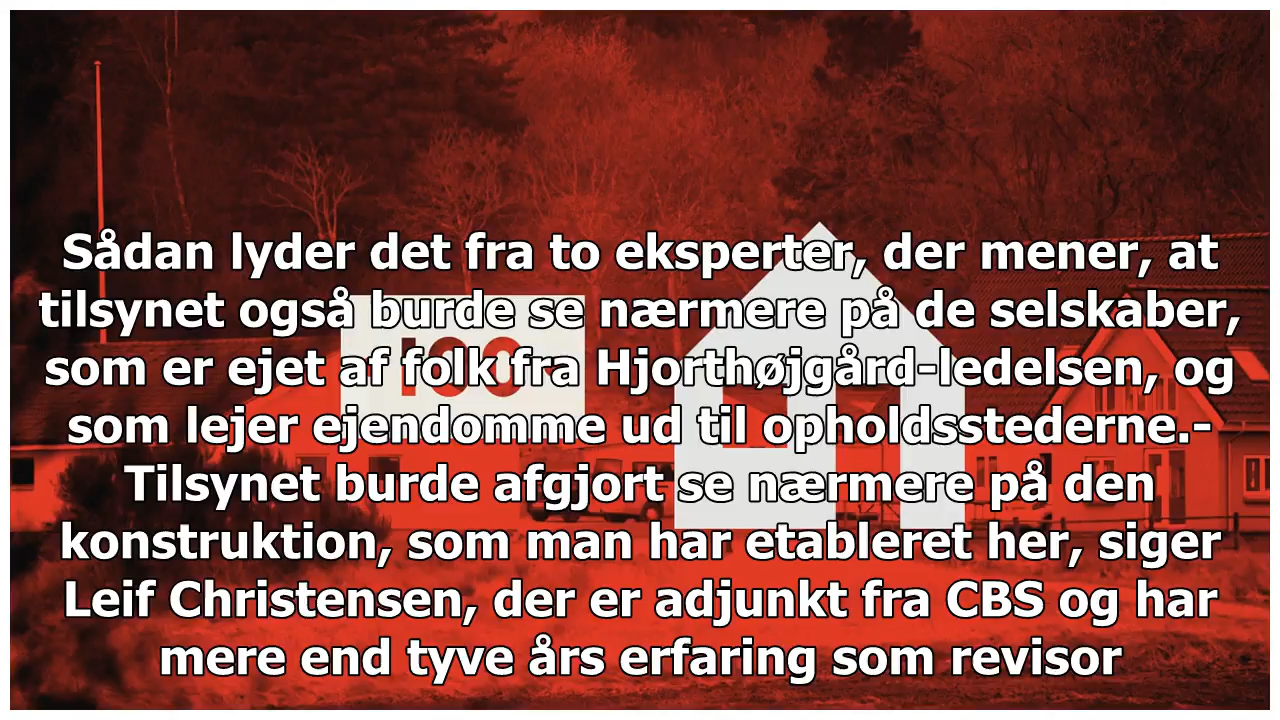 Sådan lyder det fra to eksperter, der mener, at
tilsynet også burde se nærmere på de selskaber,
som er ejet af folk fra Hjorthøjgård-ledelsen, og
som lejer ejendomme ud til opholdsstederne.-
Tilsynet burde afgjort se nærmere på den
konstruktion, som man har etableret her, siger
Leif Christensen, der er adjunkt fra CBS og har
mere end tyve års erfaring som revisor
100